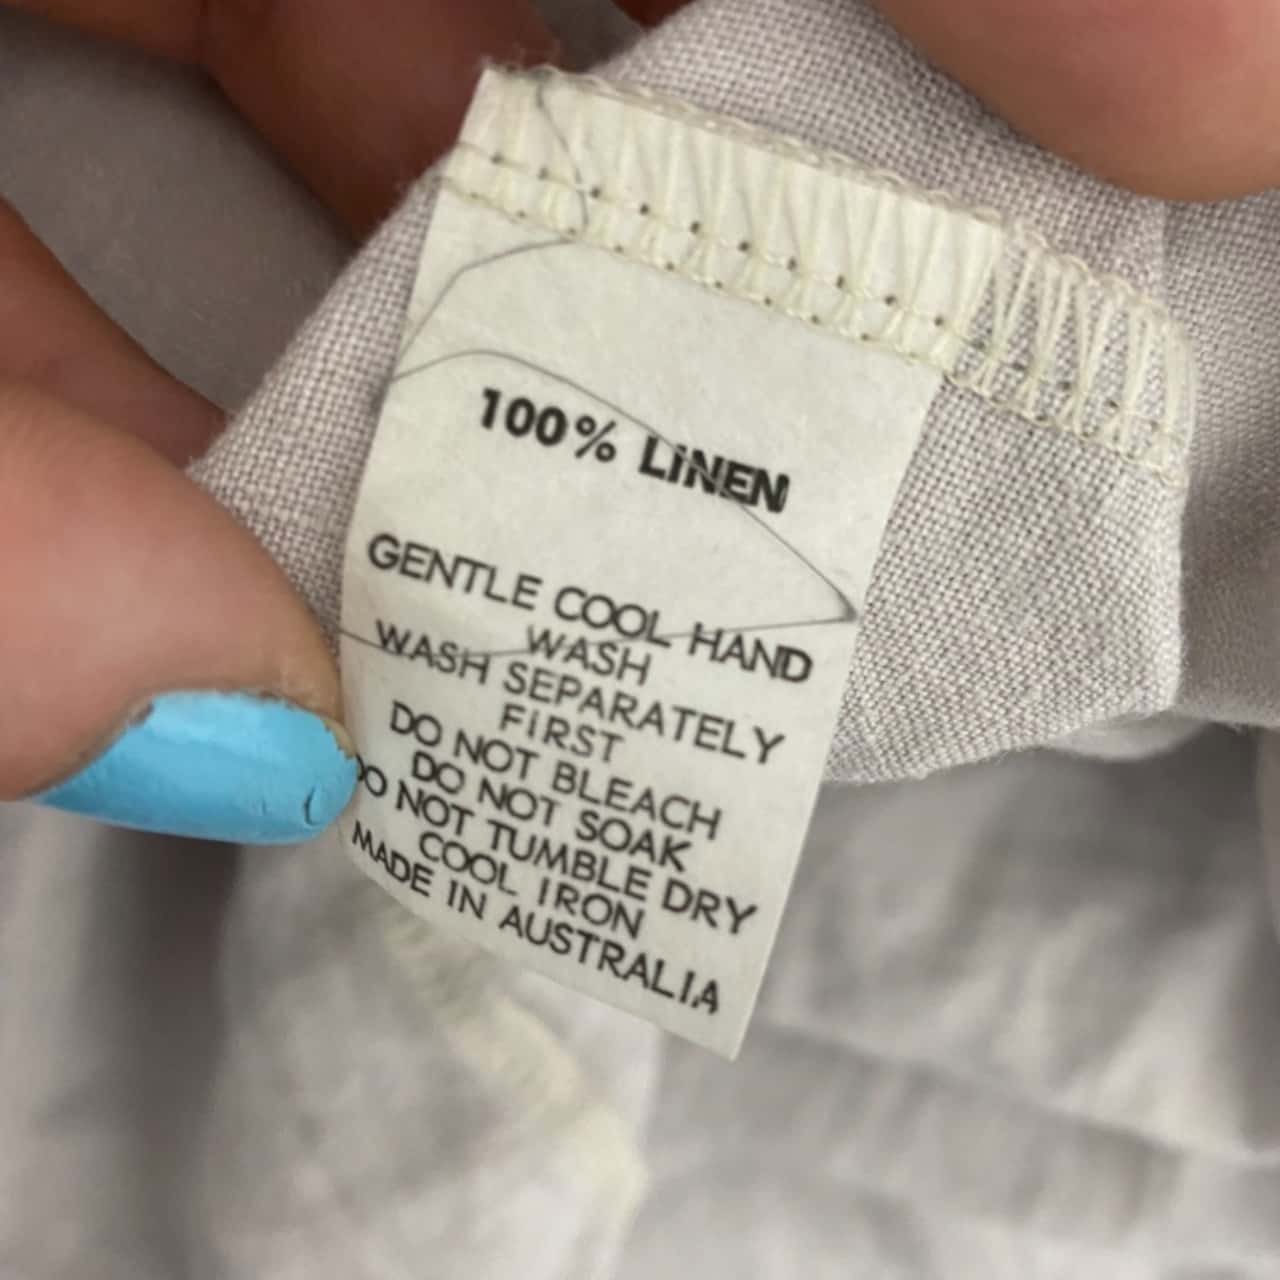 100% LINEN
GENTLE COOL HAND
WASH
WASH SEPARATELY
FIRST
DO NOT BLEACH
DO NOT SOAK
DO NOT TUMBLE DRY
COOL IRON
MADE IN AUSTRALIA